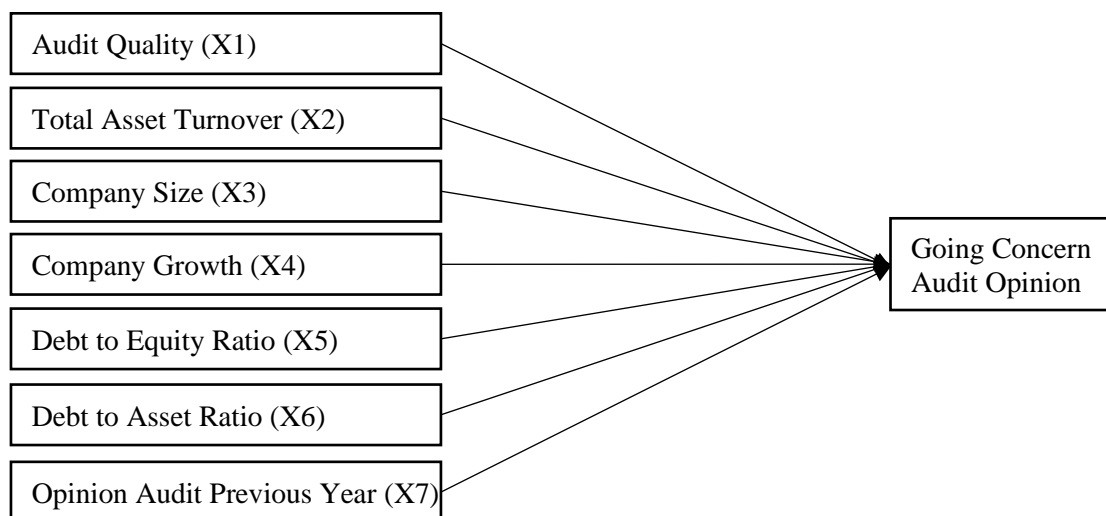 Audit Quality (X1)
Total Asset Turnover (X2)
Company Size (X3)
Company Growth (X4)
Debt to Equity Ratio (X5)
Debt to Asset Ratio (X6)
Opinion Audit Previous Year (X7)
Going Concern
Audit Opinion